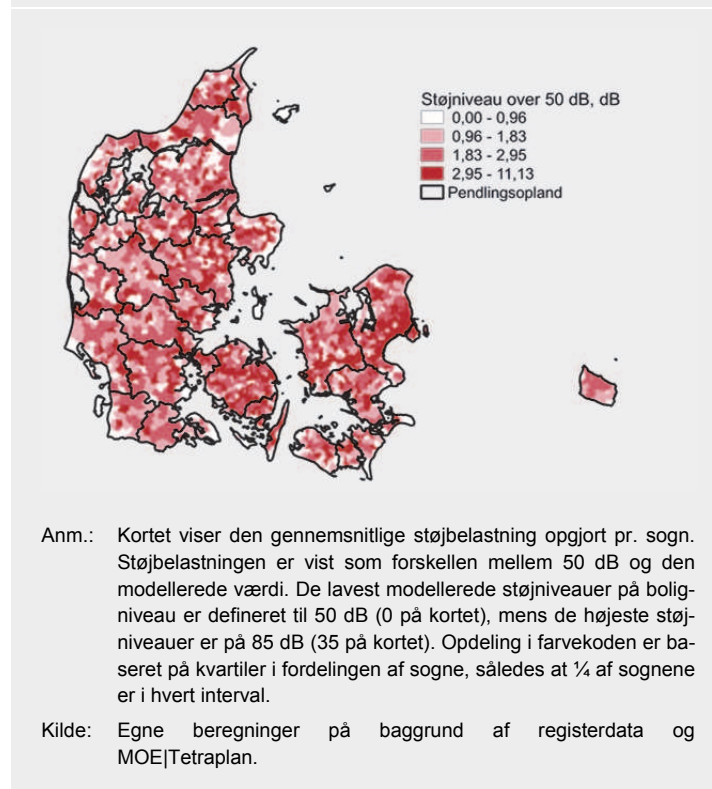 Støjniveau over 50 dB, dB
0,00 - 0,96
0,96 - 1,83
1,83 - 2,95
2,95 - 11,13
Pendlingsopland
Anm.: Kortet viser den gennemsnitlige støjbelastning opgjort pr. sogn.
Støjbelastningen er vist som forskellen mellem 50 dB og den
modellerede værdi. De lavest modellerede støjniveauer på bolig-
niveau er defineret til 50 dB (0 på kortet), mens de højeste støj-
niveauer er på 85 dB (35 på kortet). Opdeling i farvekoden er ba-
seret på kvartiler i fordelingen af sogne, således at ¼ af sognene
er i hvert interval.
Kilde: Egne beregninger på baggrund af registerdata og
MOE|Tetraplan.